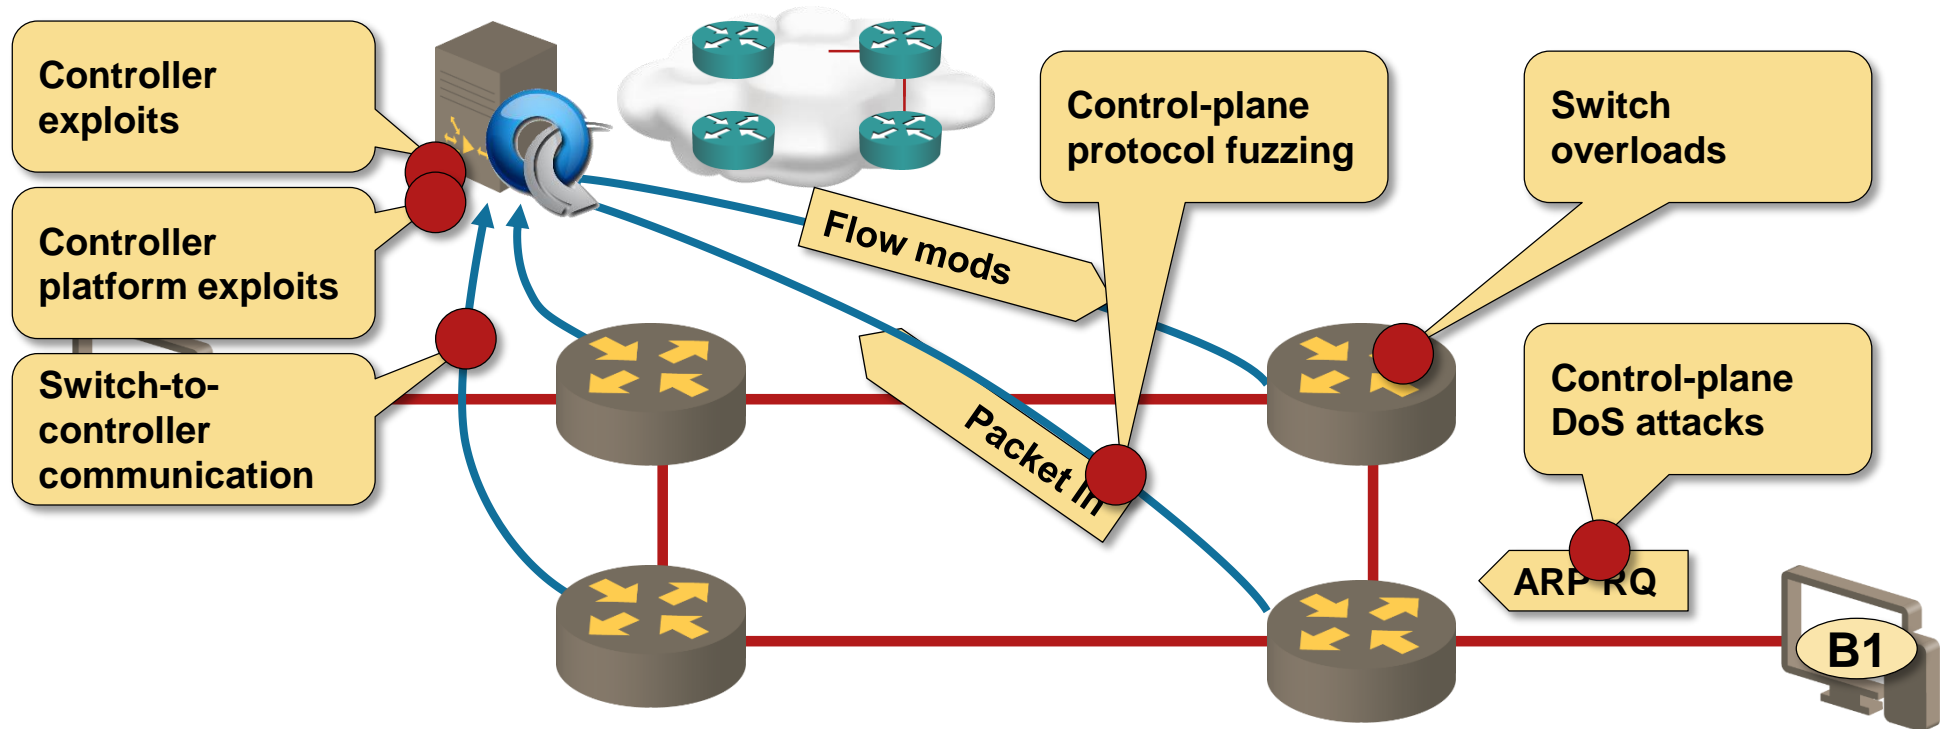 Controller
exploits
Controller
platform exploits
Switch-to-
controller
communication
Flow mods
Packet In
Control-plane
protocol fuzzing
Switch
overloads
Control-plane
DoS attacks
ARP RQ
B1